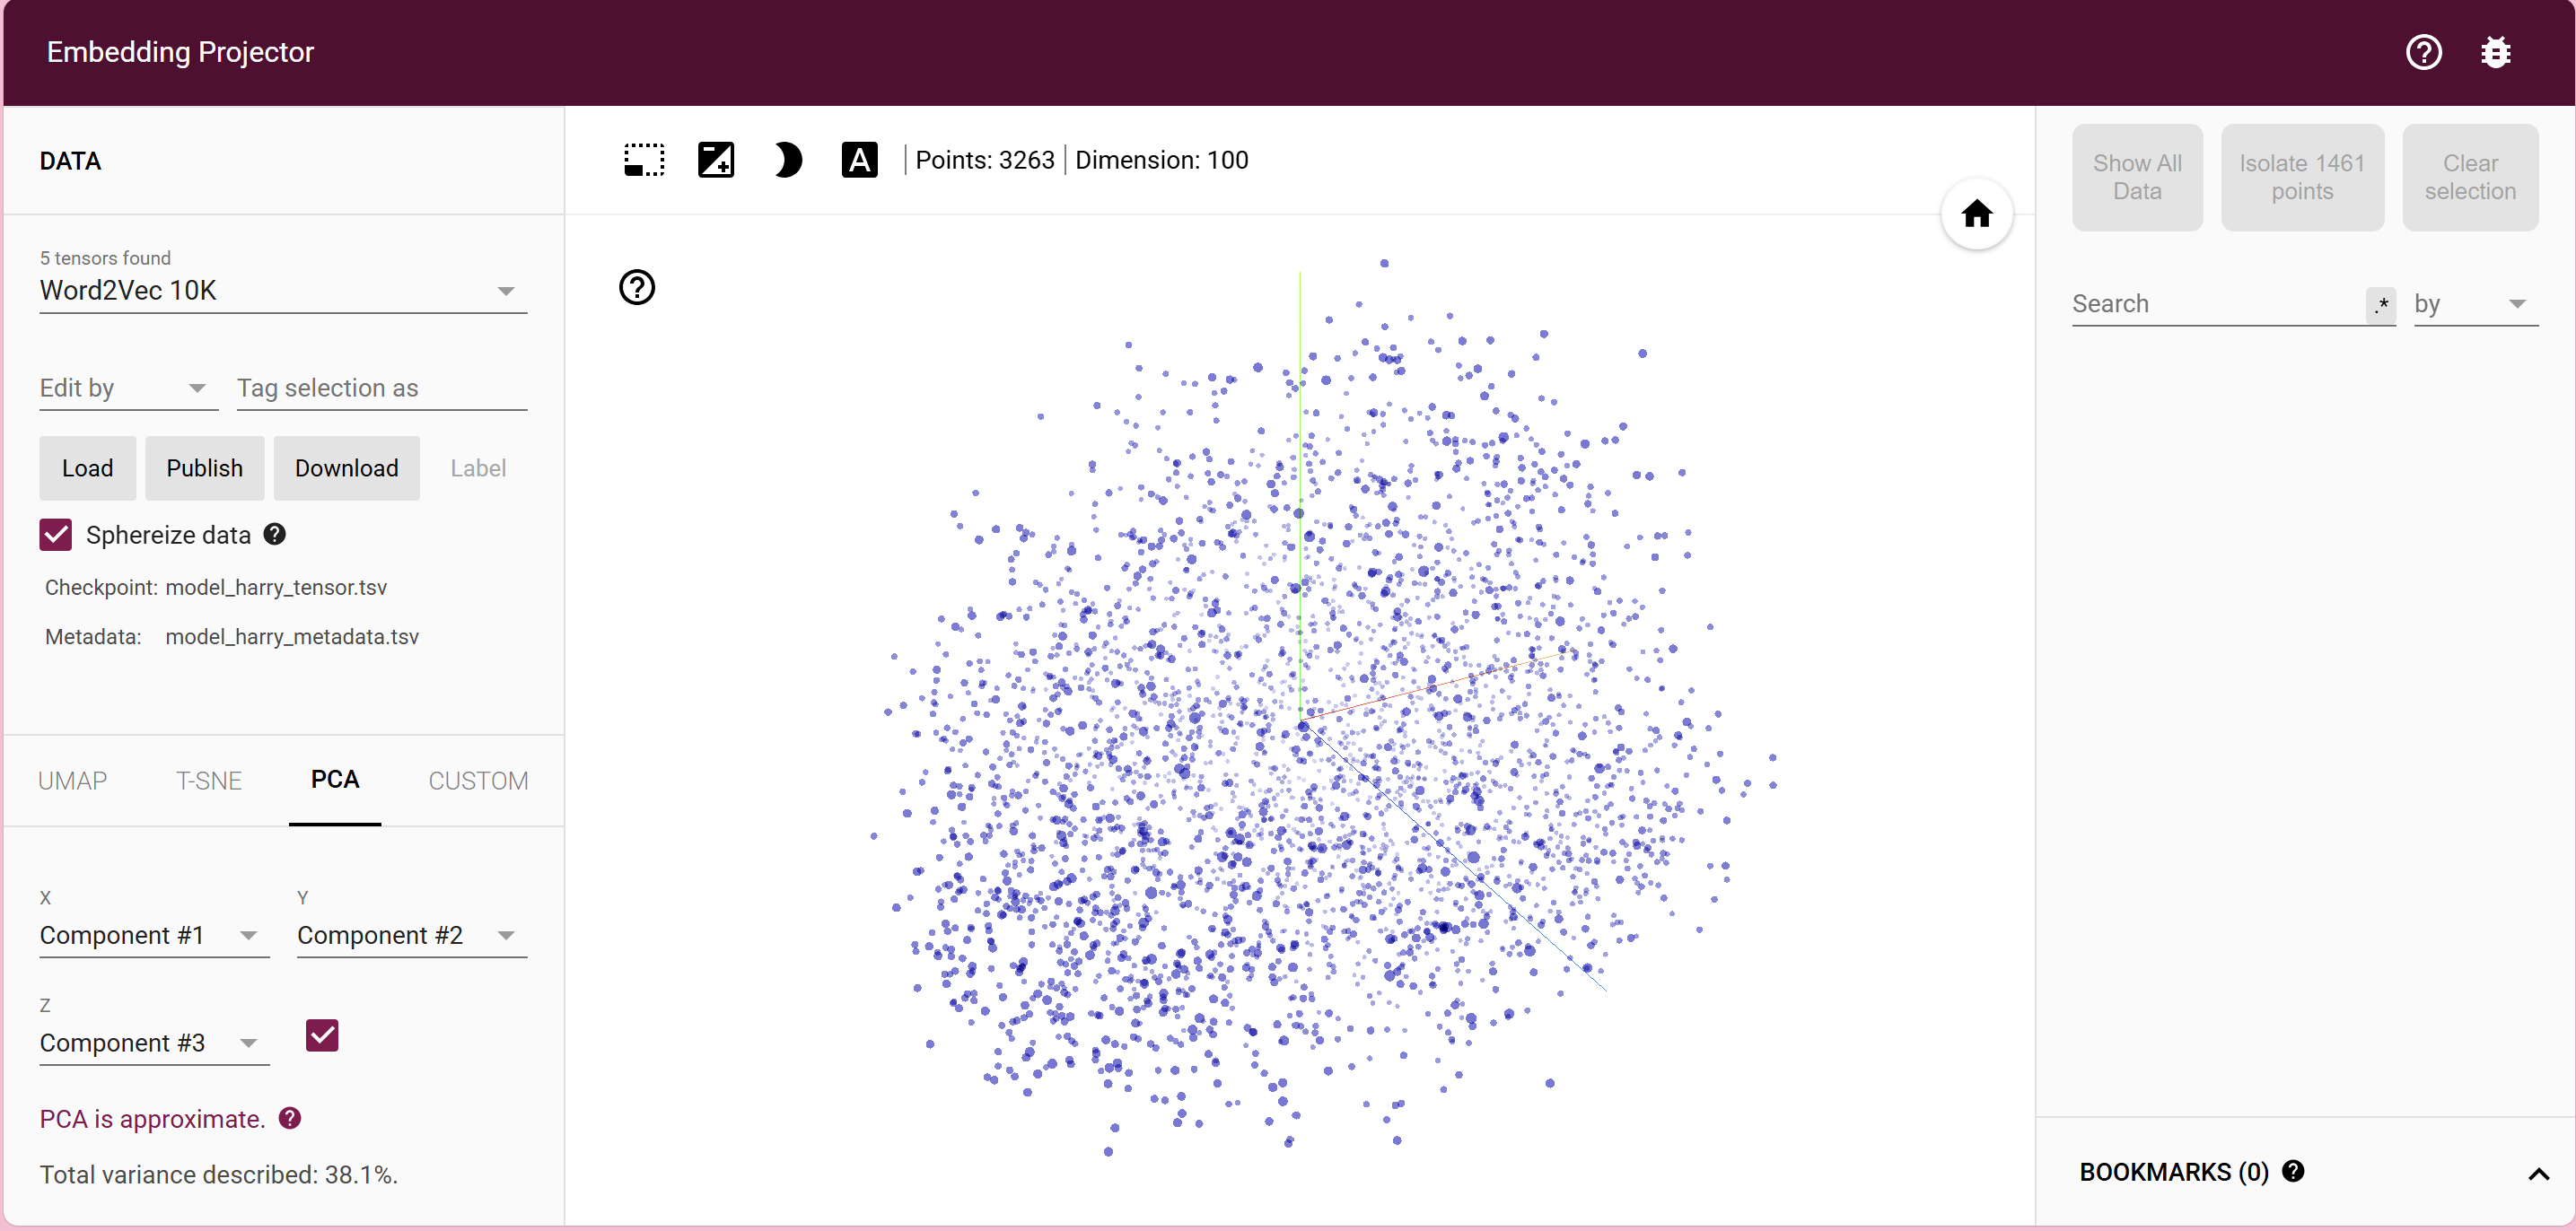 Embedding Projector
DATA
5 tensors found
Word2Vec 10K
Edit by
Tag selection as
Load
Publish
Download
Label
Sphereize data
Checkpoint: model_harry_tensor.tsv
Metadata: model_harry_metadata.tsv
UMAP
T-SNE
PCA
CUSTOM
X
Y
Component #1
Component #2
Z
Component #3
PCA is approximate.
Total variance described: 38.1%.
A
Points: 3263
Dimension: 100
Show All
Data
Isolate 1461
points
Clear
selection
Search
.*
by
BOOKMARKS (0)